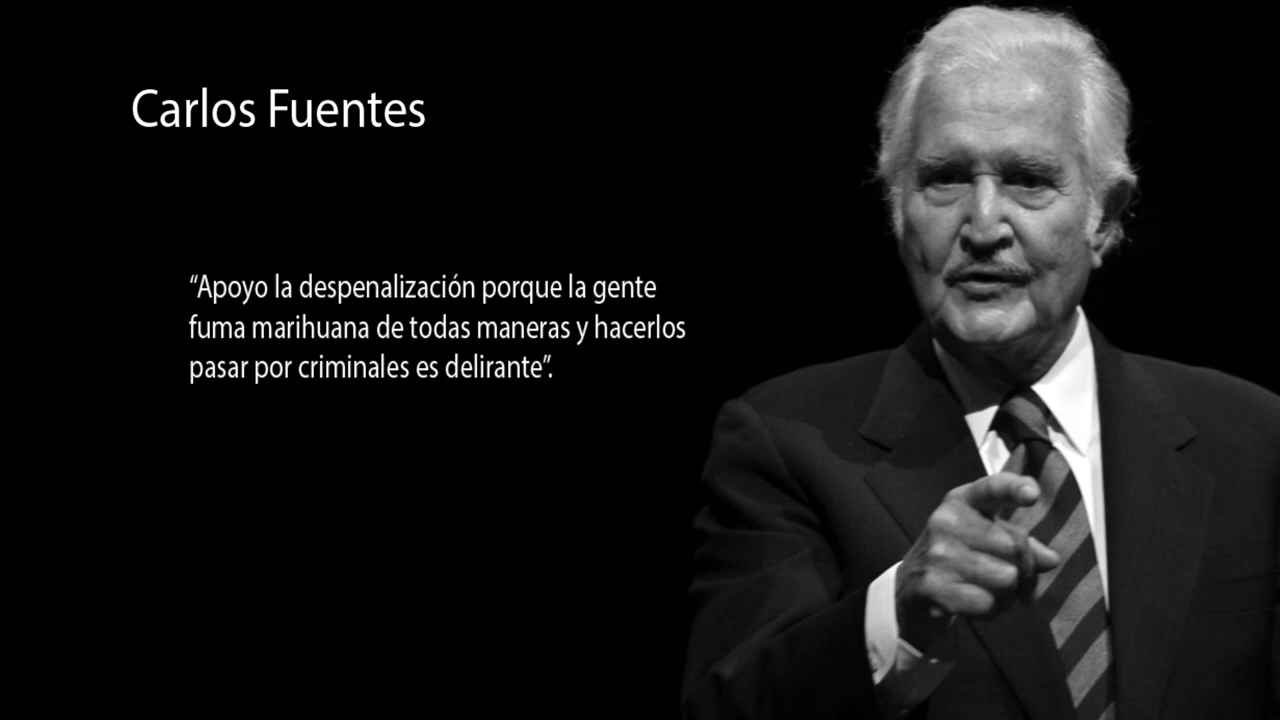 Carlos Fuentes
“Apoyo la despenalización porque la gente
fuma marihuana de todas maneras y hacerlos
pasar por criminales es delirante”.